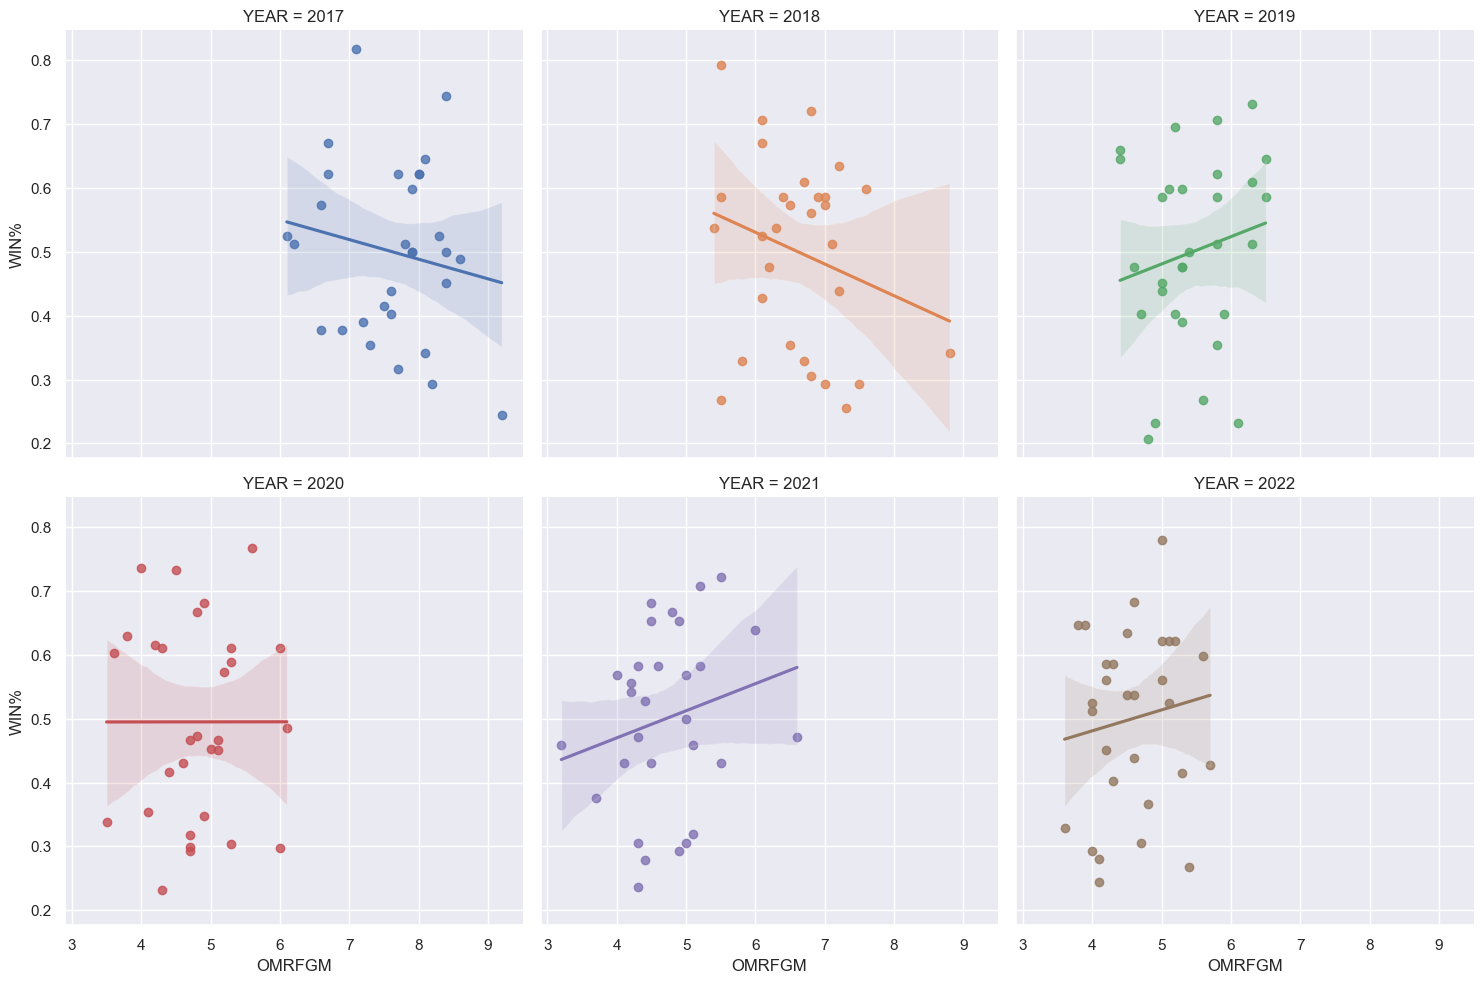 YEAR = 2017
YEAR = 2018
YEAR = 2019
0.8
0.7
0.6
0.5
0.4
0.3
0.2
WIN%
YEAR = 2020
YEAR = 2021
YEAR = 2022
0.8
0.7
0.6
0.5
0.4
0.3
0.2
WIN%
3 4 5 6 7 8 9
3 4 5 6 7 8 9
3 4 5 6 7 8 9
OMRFGM
OMRFGM
OMRFGM